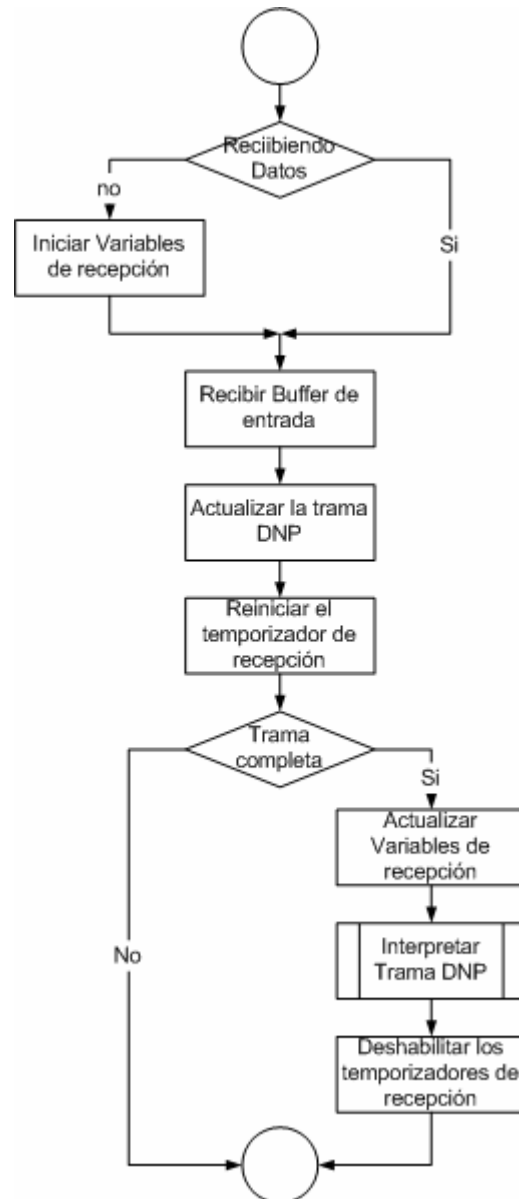 Reciibiendo
Datos
no
Si
Iniciar Variables
de recepción
Recibir Buffer de
entrada
Actualizar la trama
DNP
Reiniciar el
temporizador de
recepción
Trama
completa
Si
Actualizar
Variables de
recepción
No
Interpretar
Trama DNP
Deshabilitar los
temporizadores de
recepción